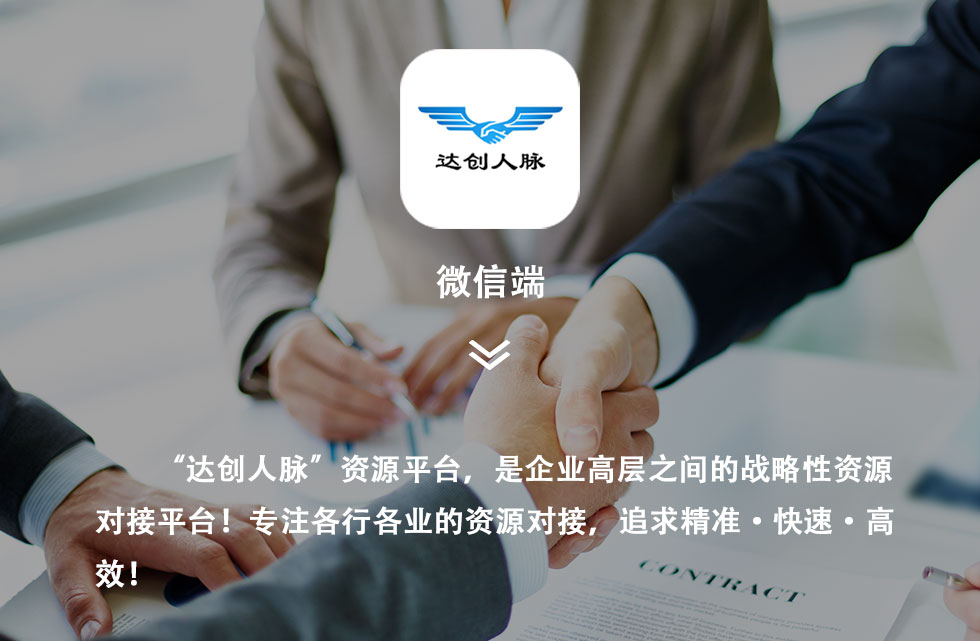 达创人脉
微信端
“达创人脉”资源平台，是企业高层之间的战略性资源
对接平台！专注各行各业的资源对接，追求精准·快速·高
效！
CONTRACT